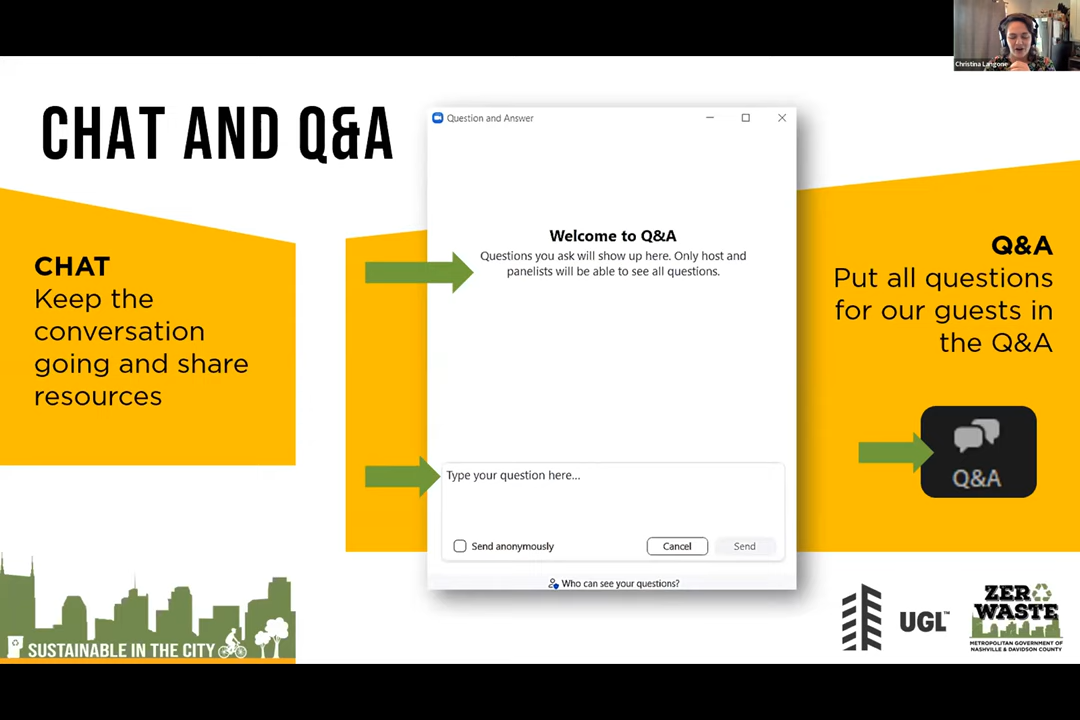 Christina Langone
CHAT AND Q&A
CHAT
Keep the
conversation
going and share
resources
Question and Answer
Welcome to Q&A
Questions you ask will show up here. Only host and
panelists will be able to see all questions.
Type your question here...
Send anonymously
Cancel
Send
Who can see your questions?
Q&A
Put all questions
for our guests in
the Q&A
Q&A
SUSTAINABLE IN THE CITY
UGL™
ZERO
WASTE
METROPOLITAN GOVERNMENT OF
NASHVILLE & DAVIDSON COUNTY